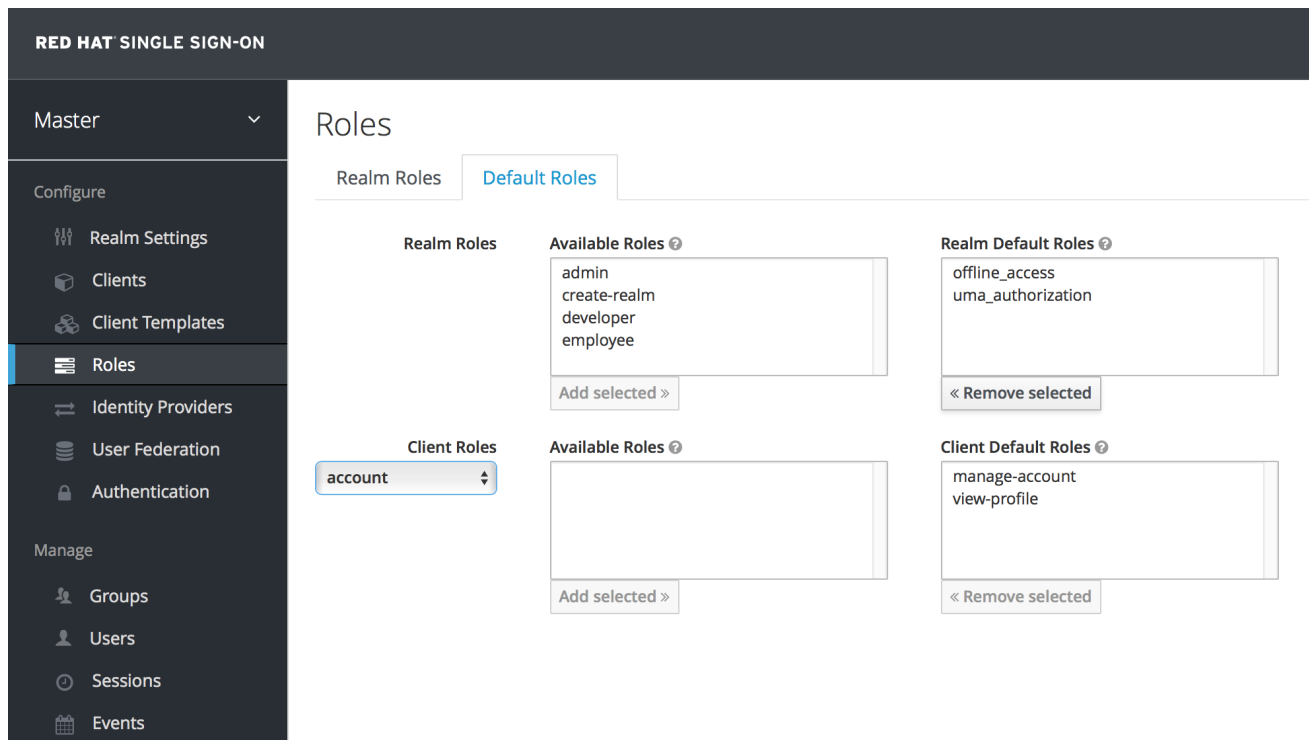 RED HAT SINGLE SIGN-ON
Master
Configure
Realm Settings
Clients
Client Templates
Roles
Identity Providers
User Federation
Authentication
Manage
Groups
Users
Sessions
Events
Roles
Realm Roles
Default Roles
Realm Roles
Available Roles
admin
create-realm
developer
employee
Add selected »
Realm Default Roles
offline_access
uma_authorization
« Remove selected
Client Roles
account
Available Roles
Add selected »
Client Default Roles
manage-account
view-profile
« Remove selected